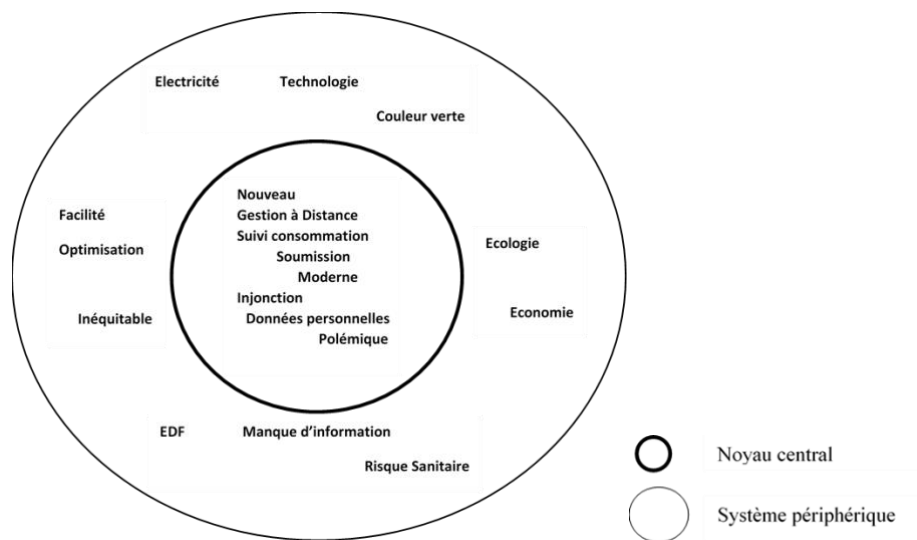 Electricité
Technologie
Couleur verte
Nouveau
Gestion à Distance
Suivi consommation
Soumission
Moderne
Injonction
Données personnelles
Polémique
Facilité
Optimisation
Inéquitable
Ecologie
Economie
EDF
Manque d'information
Risque Sanitaire
Noyau central
Système périphérique